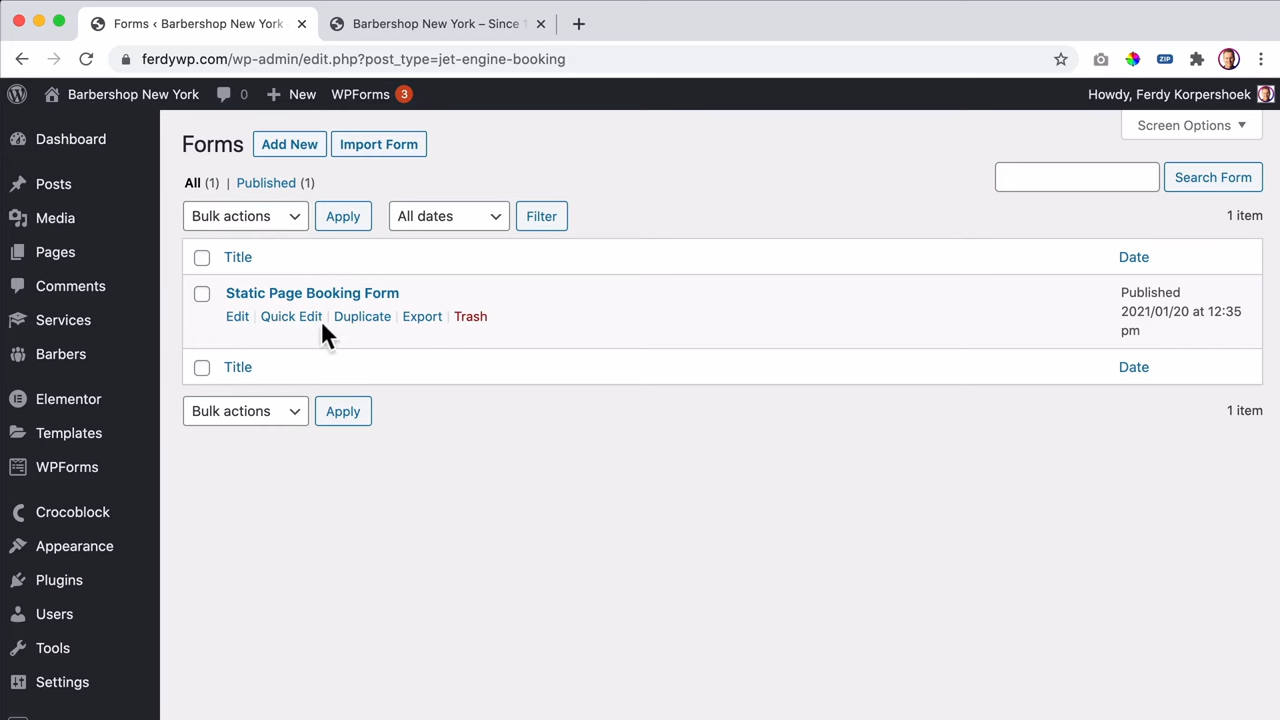 Forms ‹ Barbershop New York
Barbershop New York – Since
ferdywp.com/wp-admin/edit.php?post_type=jet-engine-booking
ZIP
Barbershop New York
0
New
WPForms 3
Howdy, Ferdy Korpershoek
Dashboard
Posts
Media
Pages
Comments
Services
Barbers
Elementor
Templates
WPForms
Crocoblock
Appearance
Plugins
Users
Tools
Settings
Screen Options
Forms
Add New
Import Form
All (1) | Published (1)
Search Form
Bulk actions
Apply
All dates
Filter
1 item
Title
Date
Static Page Booking Form
Edit | Quick Edit | Duplicate | Export | Trash
Published
2021/01/20 at 12:35
pm
Title
Date
Bulk actions
Apply
1 item